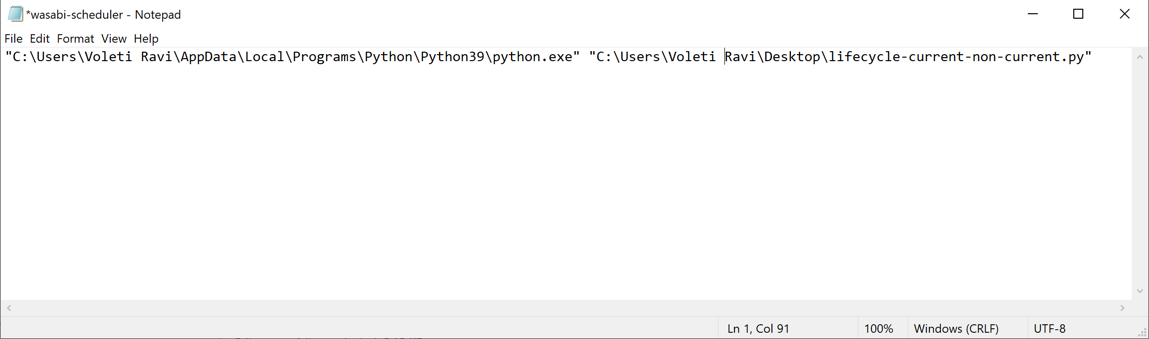 *wasabi-scheduler - Notepad
File Edit Format View Help
"C:\Users\Voleti Ravi\AppData\Local\Programs\Python\Python39\python.exe" "C:\Users\Voleti Ravi\Desktop\lifecycle-current-non-current.py"
Ln 1, Col 91 100% Windows (CRLF) UTF-8